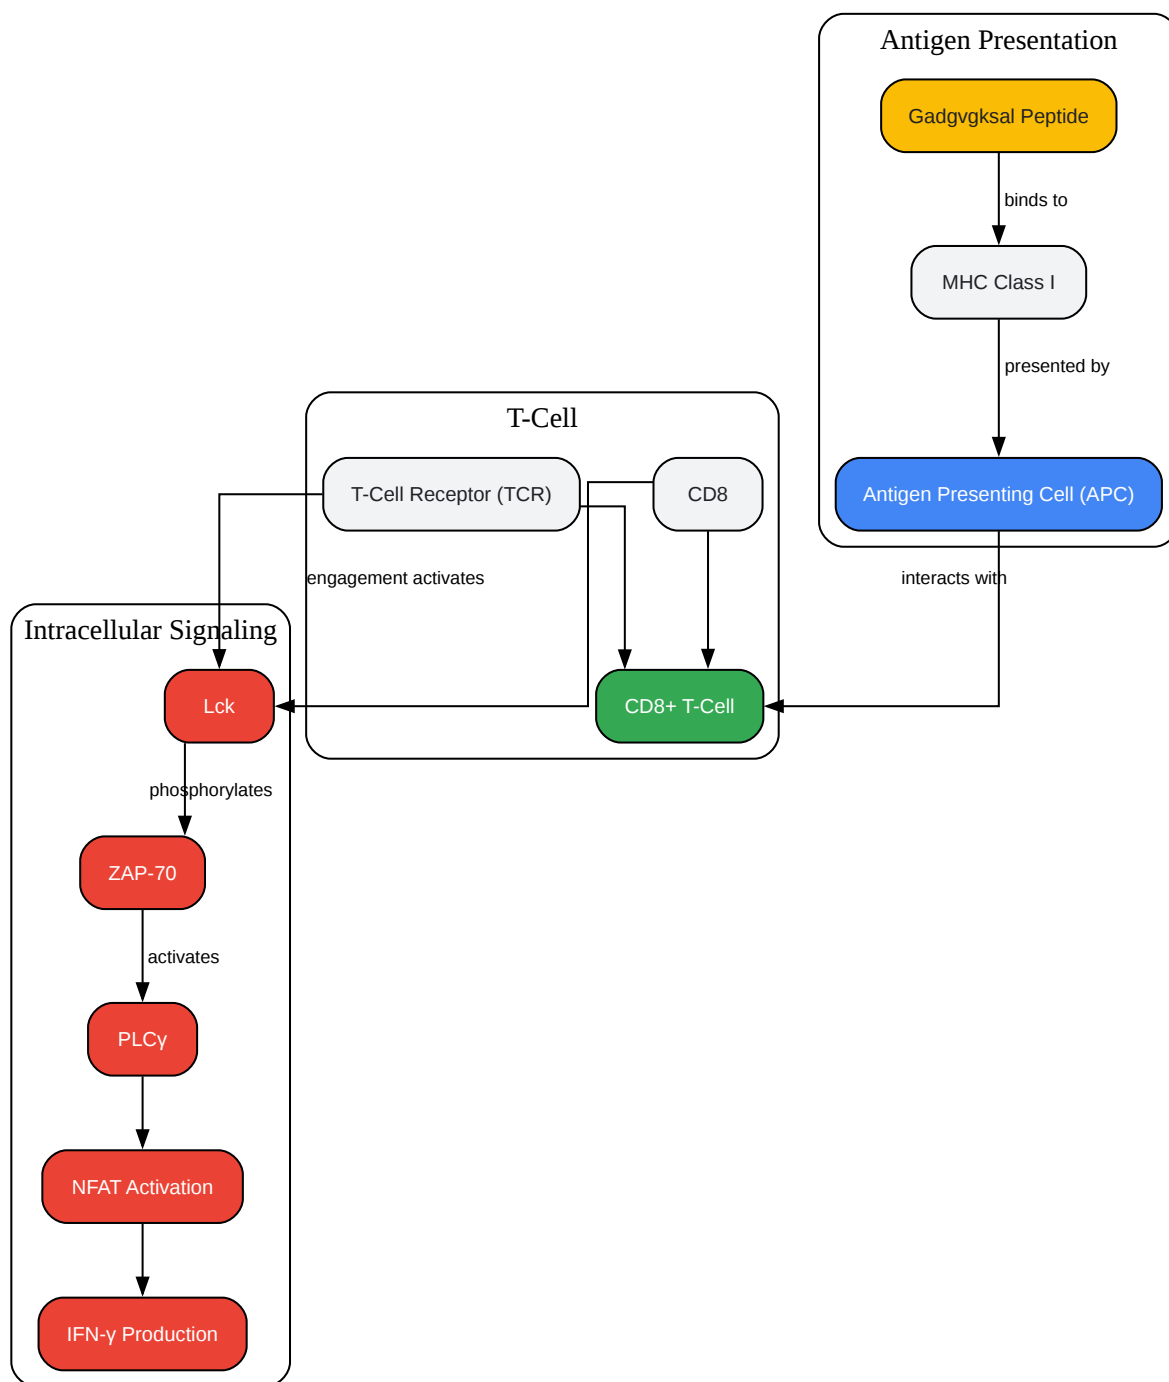 Antigen Presentation
Gadgvgksal Peptide
binds to
MHC Class I
presented by
Antigen Presenting Cell (APC)
interacts with
T-Cell
T-Cell Receptor (TCR)
CD8
engagement activates
CD8+ T-Cell
Intracellular Signaling
Lck
phosphorylates
ZAP-70
activates
PLCγ
NFAT Activation
IFN-γ Production